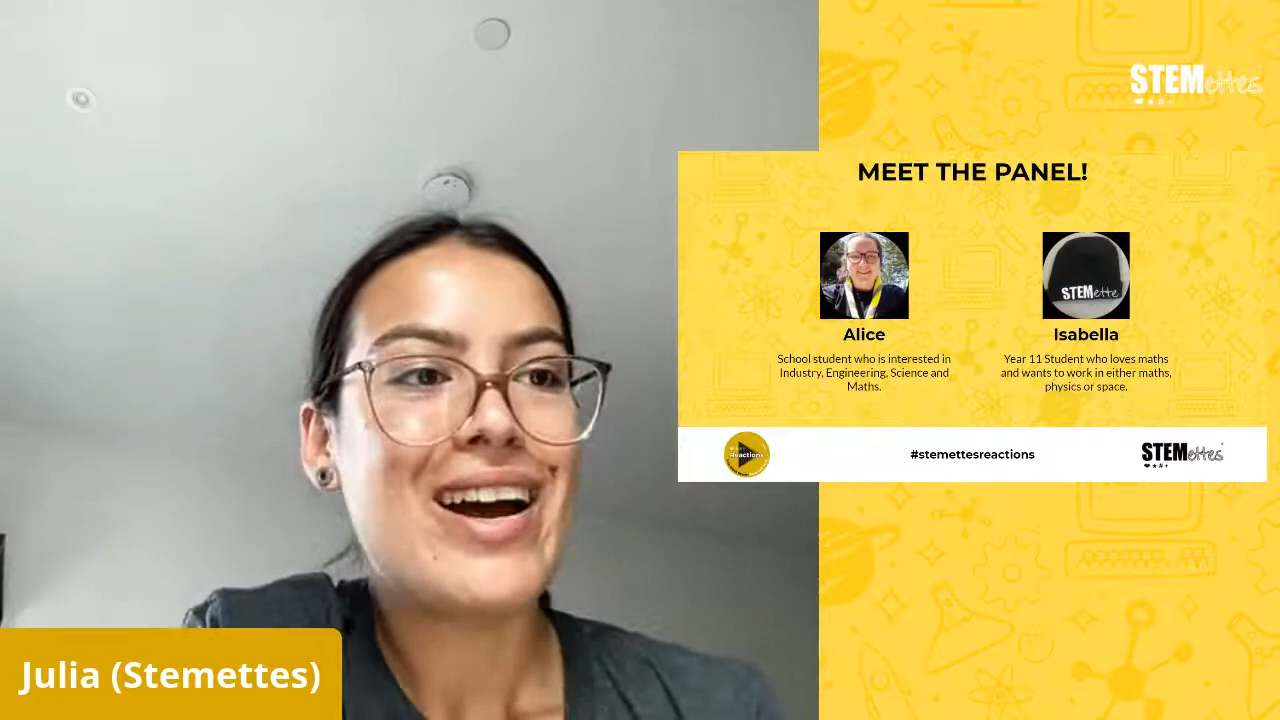 STEMettes
MEET THE PANEL!
STEMette
Alice
Isabella
School student who is interested in
Industry, Engineering, Science and
Maths.
Year 11 Student who loves maths
and wants to work in either maths,
physics or space.
Reactions
#stemettesreactions
STEMettes
Julia (Stemettes)